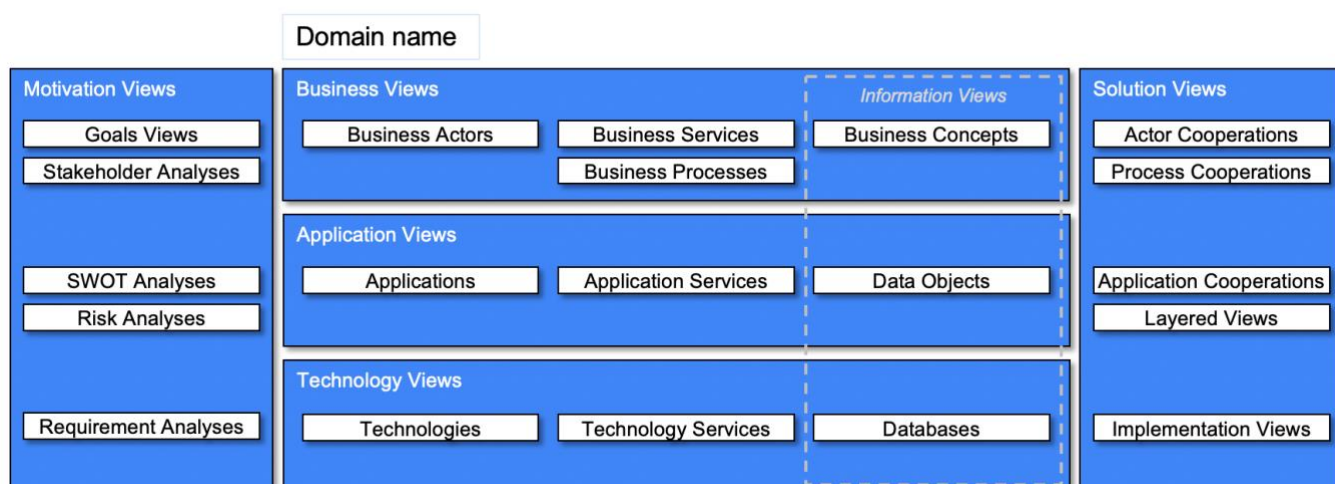 Domain name
Motivation Views
Goals Views
Stakeholder Analyses
SWOT Analyses
Risk Analyses
Requirement Analyses
Business Views
Business Actors
Business Services
Business Processes
Information Views
Business Concepts
Application Views
Applications
Application Services
Data Objects
Technology Views
Technologies
Technology Services
Databases
Solution Views
Actor Cooperations
Process Cooperations
Application Cooperations
Layered Views
Implementation Views